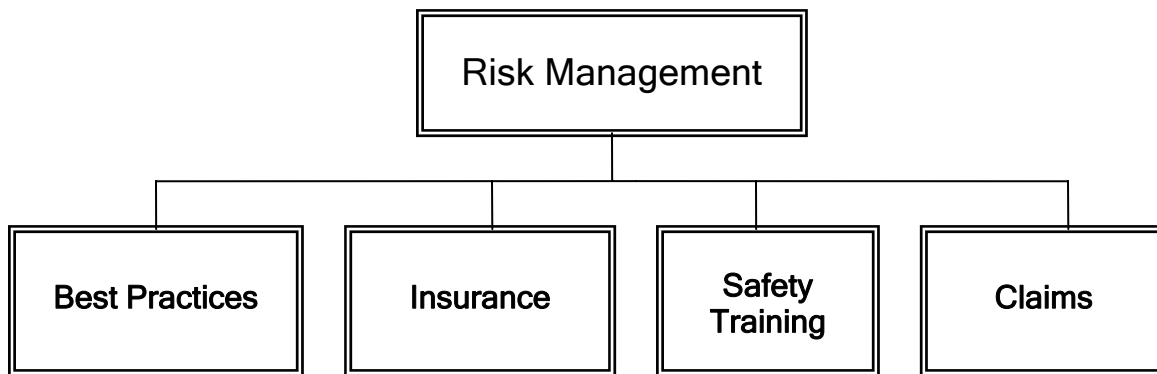 Risk Management
Best Practices
Insurance
Safety
Training
Claims